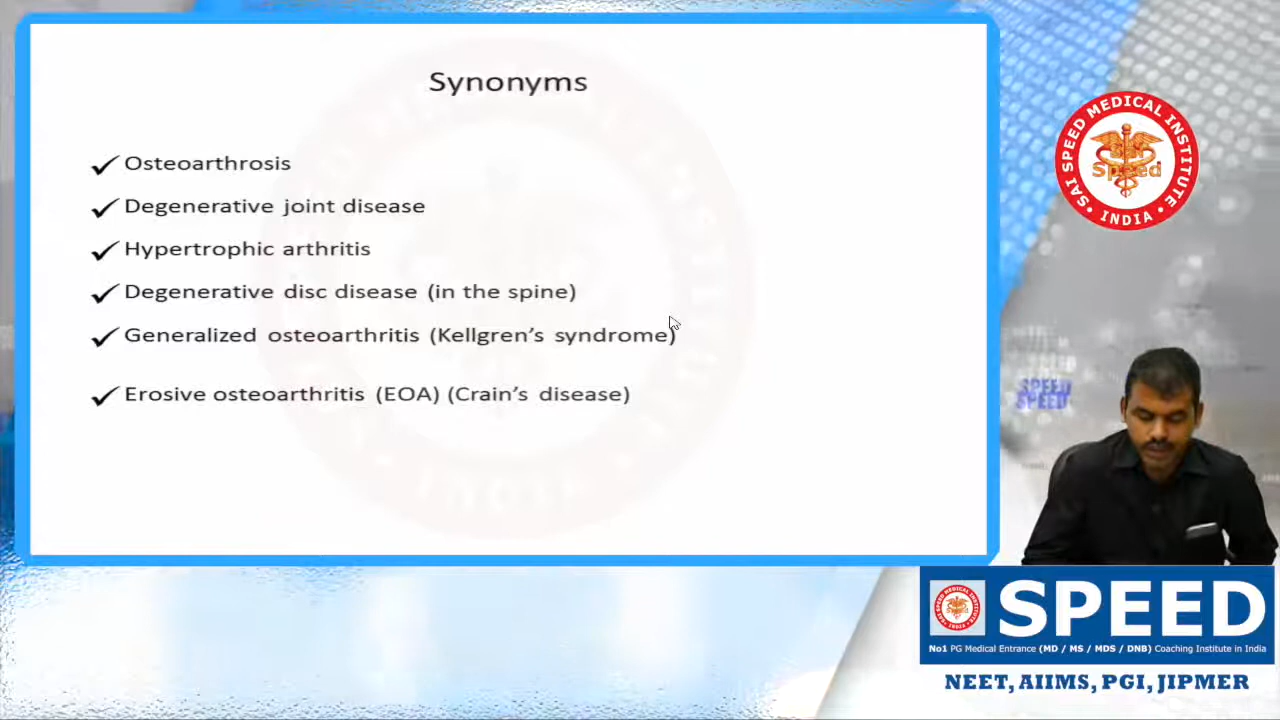 Synonyms
Osteoarthrosis
Degenerative joint disease
Hypertrophic arthritis
Degenerative disc disease (in the spine)
Generalized osteoarthritis (Kellgren’s syndrome)
Erosive osteoarthritis (EOA) (Crain’s disease)
SAI SPEED MEDICAL INSTITUTE
Speed
INDIA
SPEED
SPEED
SPEED
No1 PG Medical Entrance (MD / MS / MDS / DNB) Coaching Institute in India
NEET, AIIMS, PGI, JIPMER